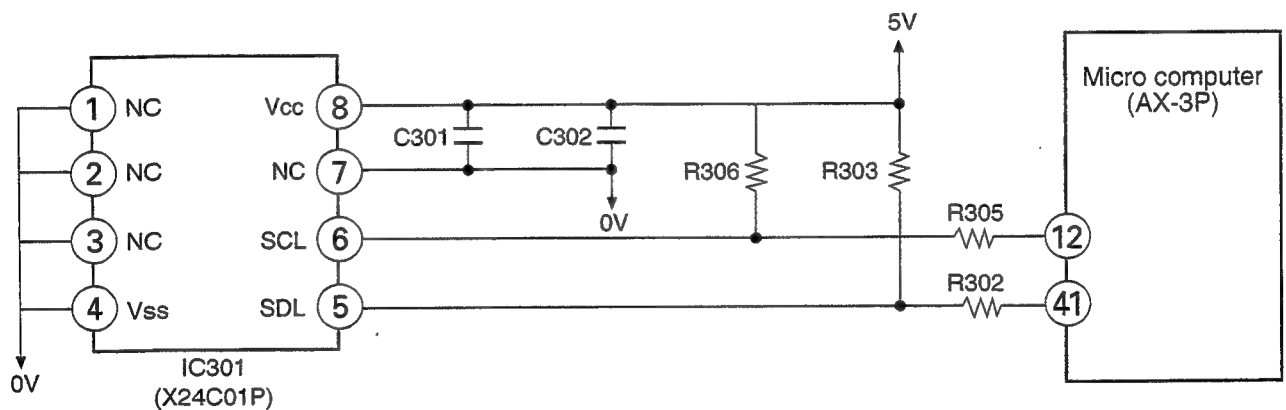 5V
Micro computer
(AX-3P)
1 NC
Vcc 8
C301
C302
2 NC
NC 7
R306
R303
0V
R305
3 NC
SCL 6
12
R302
4 Vss
SDL 5
41
0V
IC301
(X24C01P)